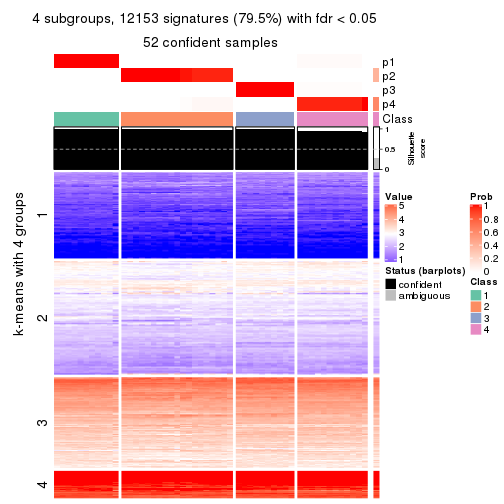 4 subgroups, 12153 signatures (79.5%) with fdr < 0.05
52 confident samples
p1
p2
p3
p4
Class
1
0.5
0
Silhouette
score
k-means with 4 groups
1
2
3
4
Value
5
4
3
2
1
Status (barplots)
confident
ambiguous
Prob
1
0.8
0.6
0.4
0.2
0
Class
1
2
3
4